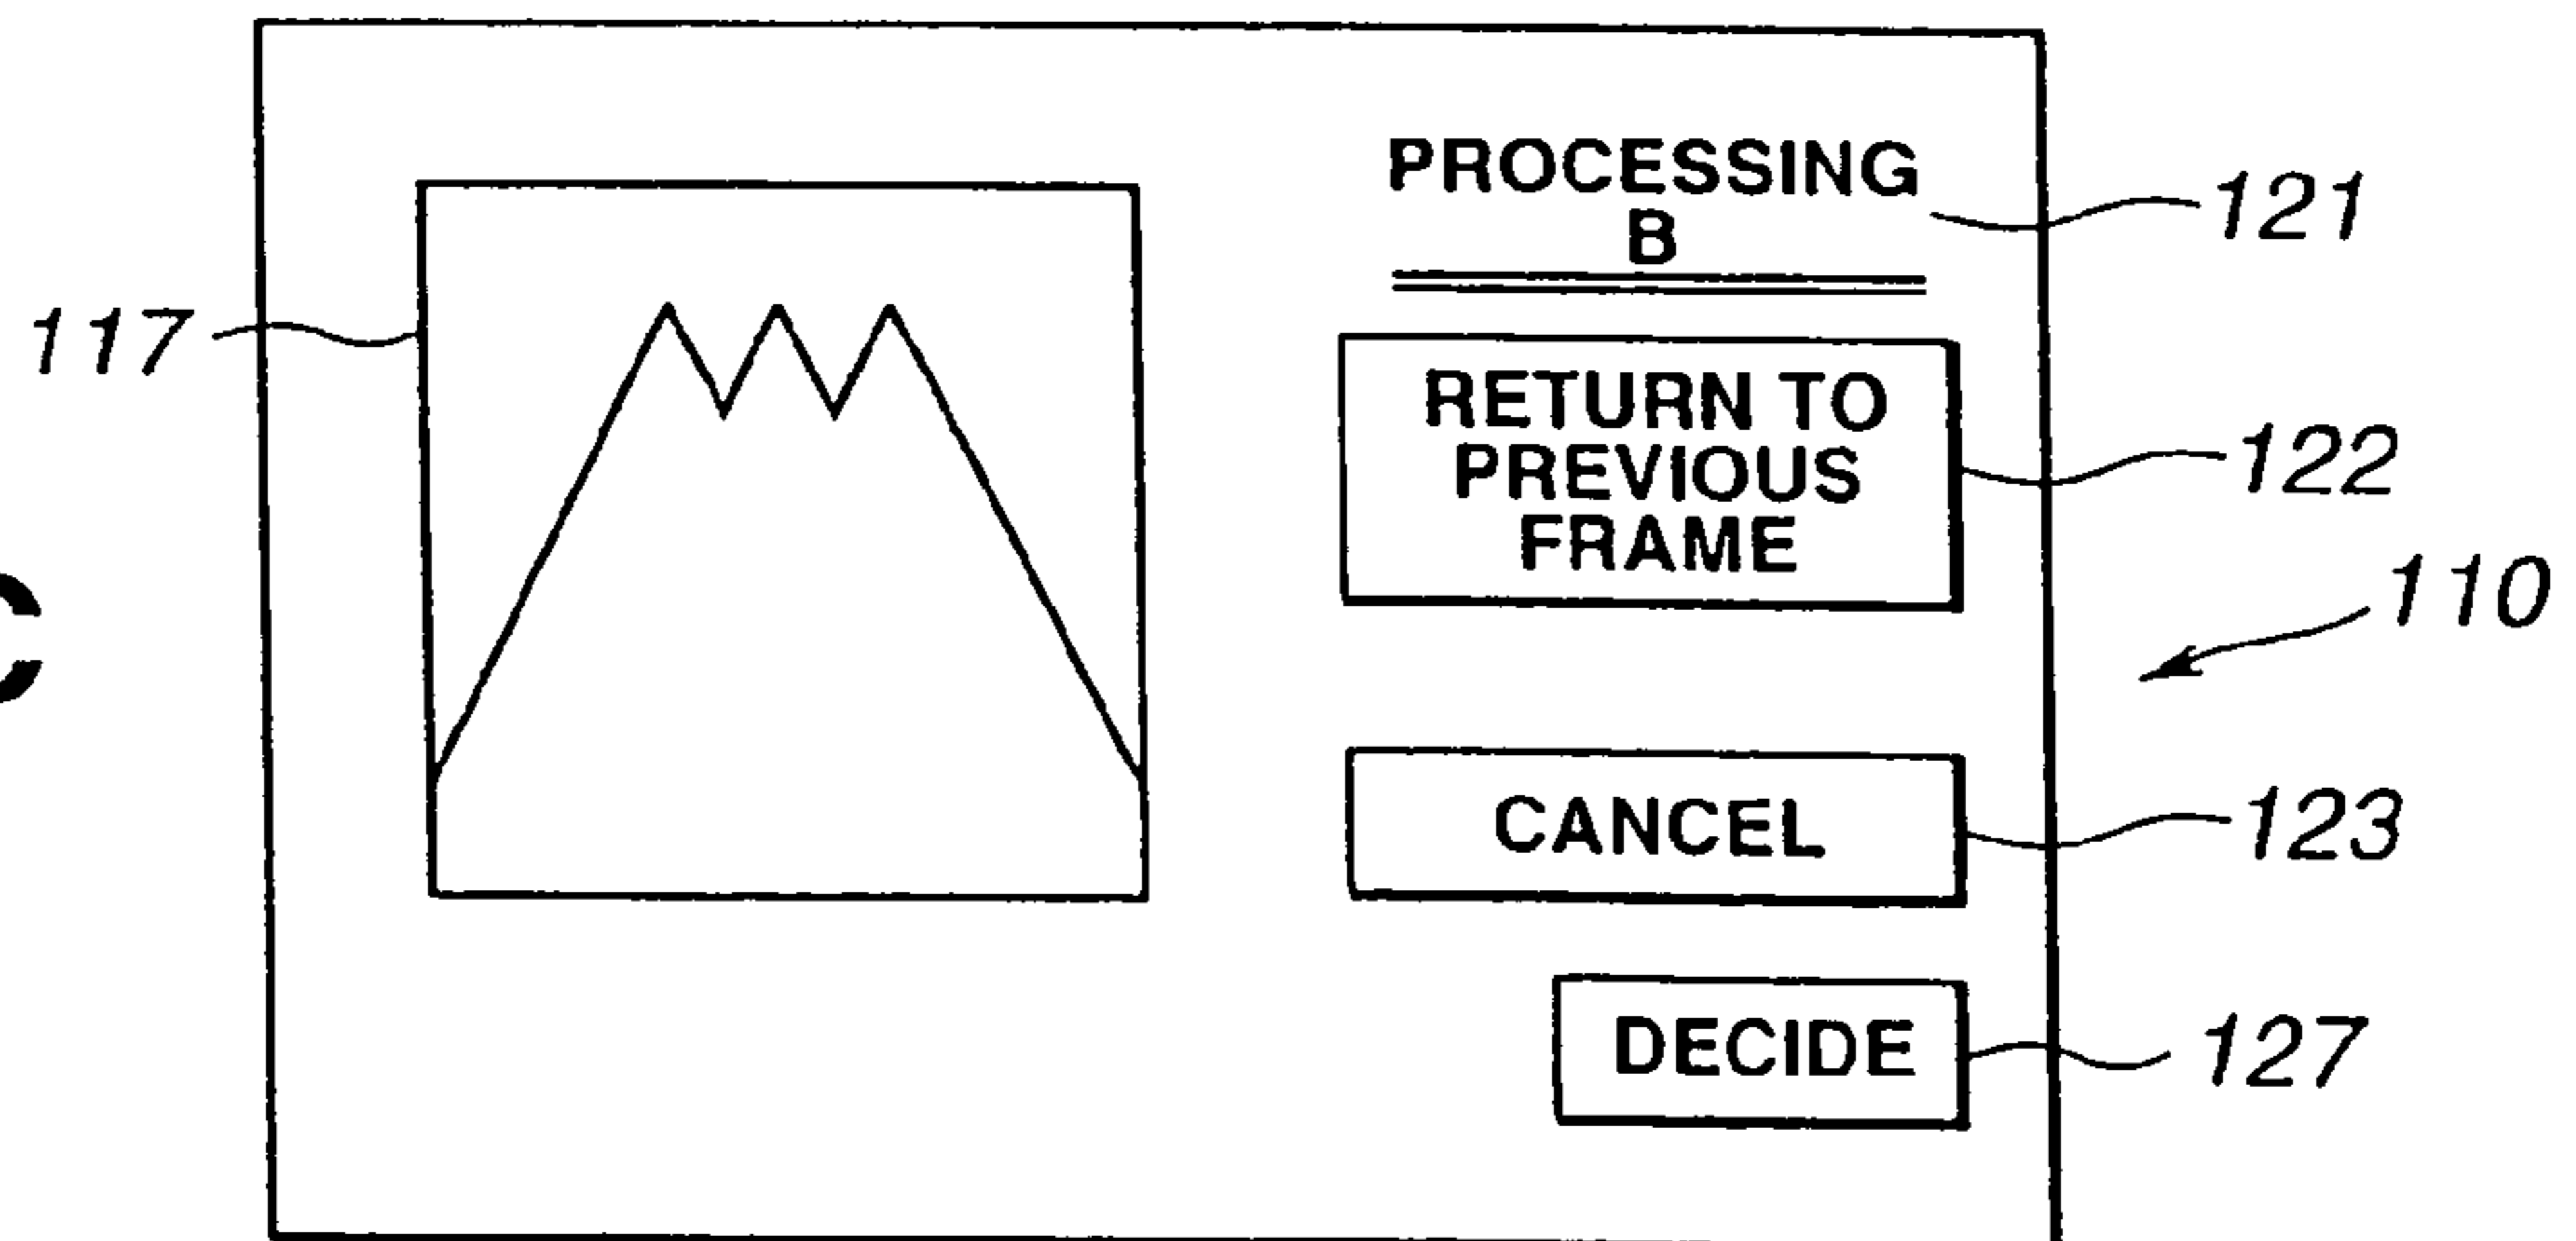 PROCESSING
B
121
117
RETURN TO
PREVIOUS
FRAME
122
110
C
CANCEL
123
DECIDE
127